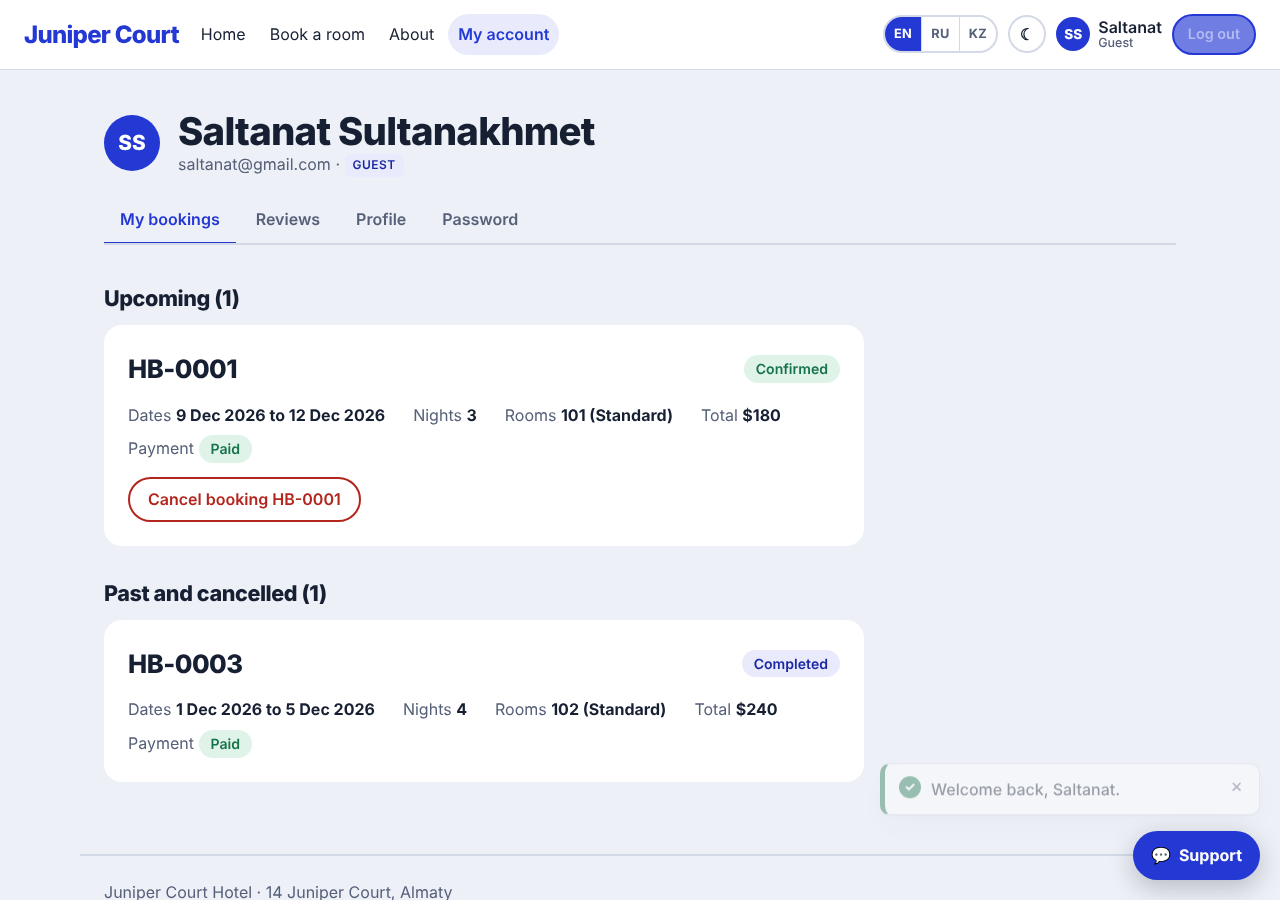 Juniper Court
Home
Book a room
About
My account
EN
RU
KZ
SS
Saltanat
Guest
Log out
SS
Saltanat Sultanakhmet
saltanat@gmail.com · GUEST
My bookings
Reviews
Profile
Password
Upcoming (1)
HB-0001
Confirmed
Dates 9 Dec 2026 to 12 Dec 2026 Nights 3 Rooms 101 (Standard) Total $180
Payment Paid
Cancel booking HB-0001
Past and cancelled (1)
HB-0003
Completed
Dates 1 Dec 2026 to 5 Dec 2026 Nights 4 Rooms 102 (Standard) Total $240
Payment Paid
Welcome back, Saltanat.
Support
Juniper Court Hotel · 14 Juniper Court, Almaty